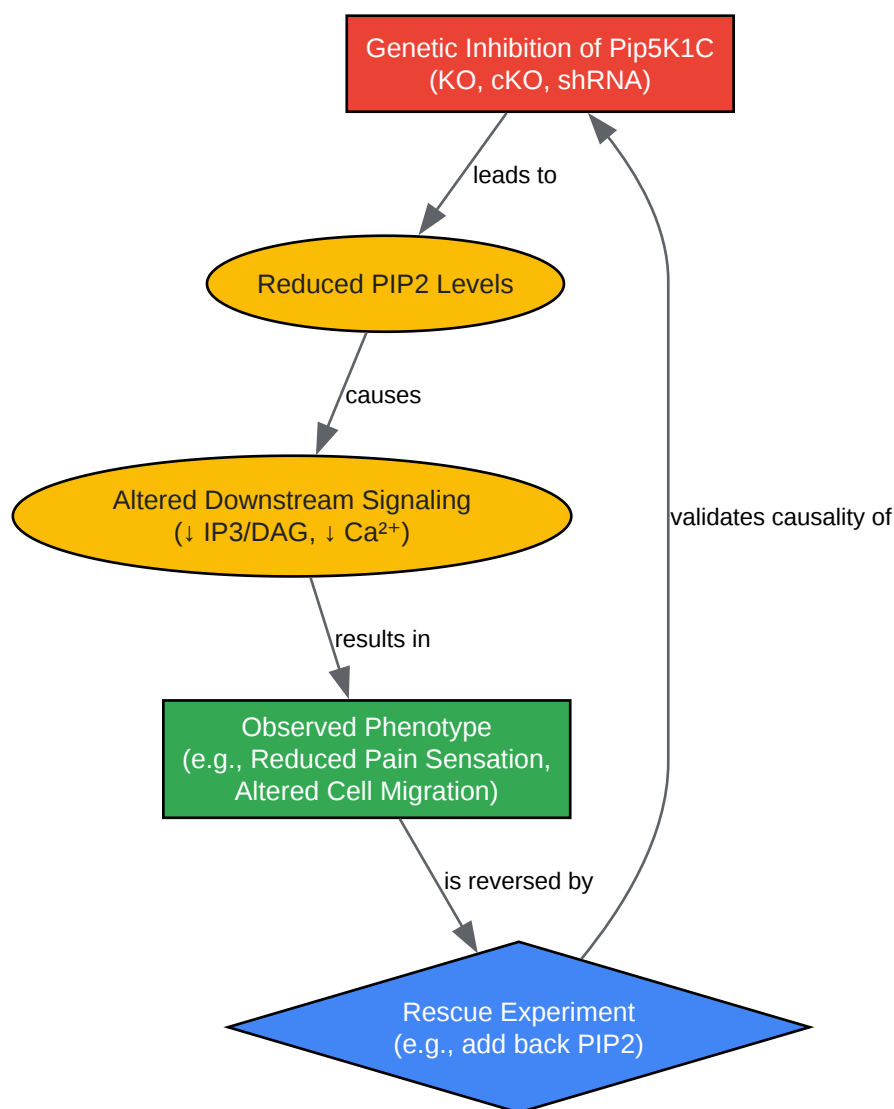 Genetic Inhibition of Pip5K1C
(KO, cKO, shRNA)
leads to
Reduced PIP2 Levels
causes
Altered Downstream Signaling
(↓ IP3/DAG, ↓ Ca²⁺)
validates causality of
results in
Observed Phenotype
(e.g., Reduced Pain Sensation,
Altered Cell Migration)
is reversed by
Rescue Experiment
(e.g., add back PIP2)